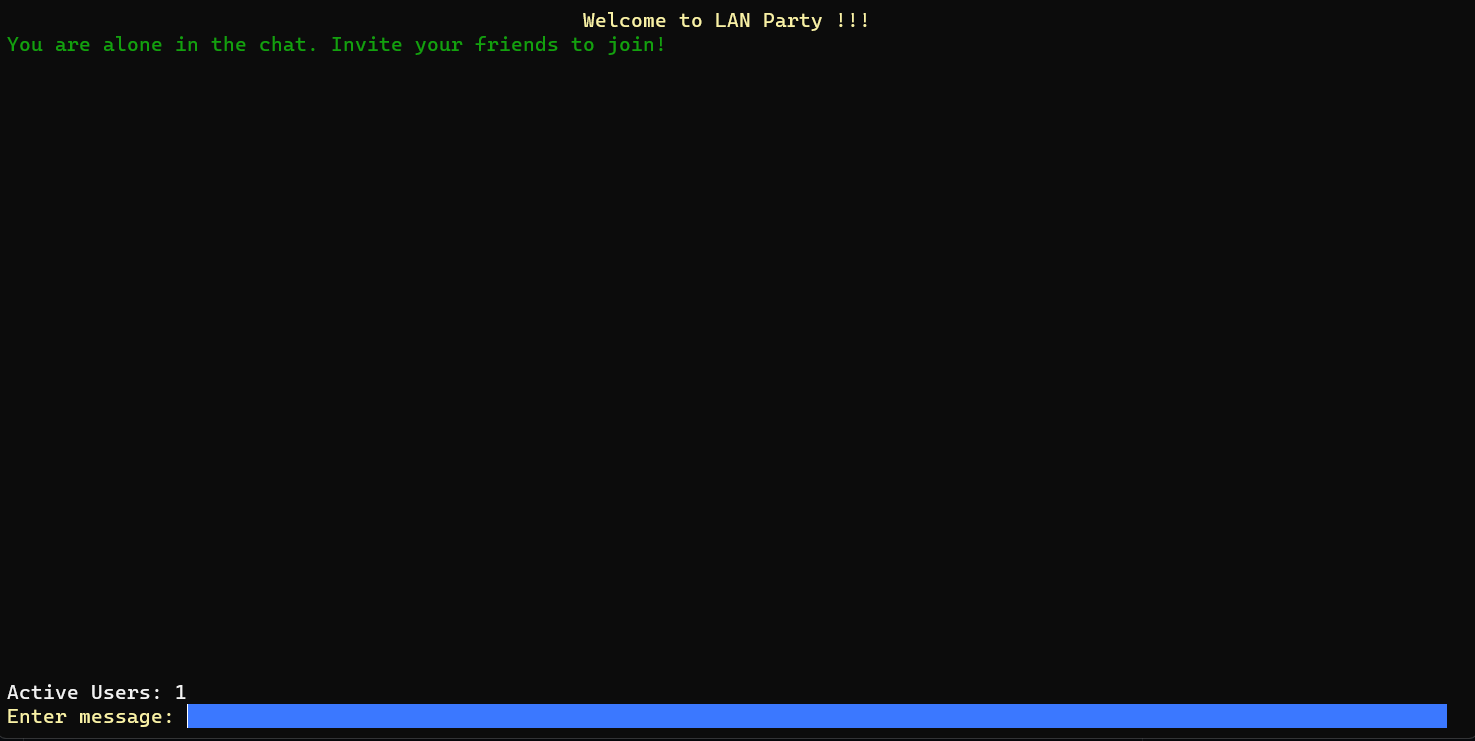 Welcome to LAN Party !!!
You are alone in the chat. Invite your friends to join!
Active Users: 1
Enter message: